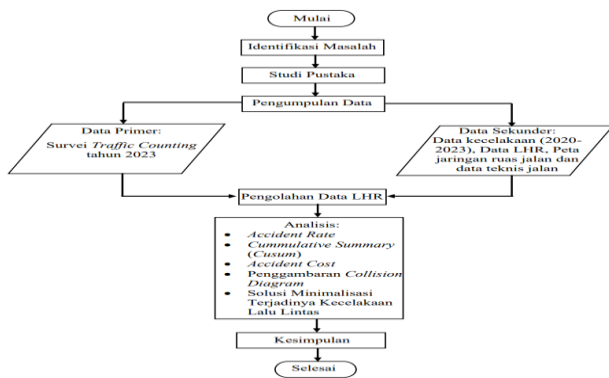 Mulai
Identifikasi Masalah
Studi Pustaka
Pengumpulan Data
Data Primer:
Survei Traffic Counting
tahun 2023
Data Sekunder:
Data kecelakaan (2020-
2023), Data LHR, Peta
jaringan ruas jalan dan
data teknis jalan
Pengolahan Data LHR
Analisis:
• Accident Rate
• Cummulative Summary
(Cusum)
• Accident Cost
• Penggambaran Collision
Diagram
• Solusi Minimalisasi
Terjadinya Kecelakaan
Lalu Lintas
Kesimpulan
Selesai